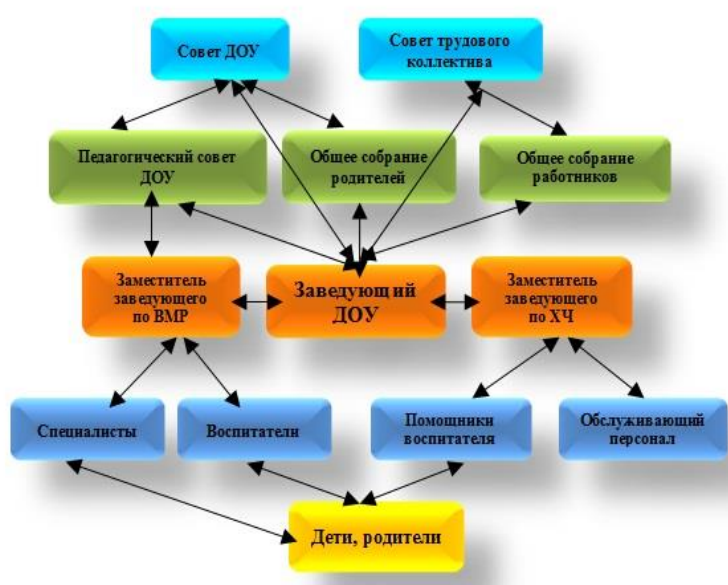 Совет ДОУ
Совет трудового
коллектива
Педагогический совет
ДОУ
Общее собрание
родителей
Общее собрание
работников
Заместитель
заведующего
по ВМР
Заведующий
ДОУ
Заместитель
заведующего
по ХЧ
Специалисты
Воспитатели
Помощники
воспитателя
Обслуживающий
персонал
Дети, родители